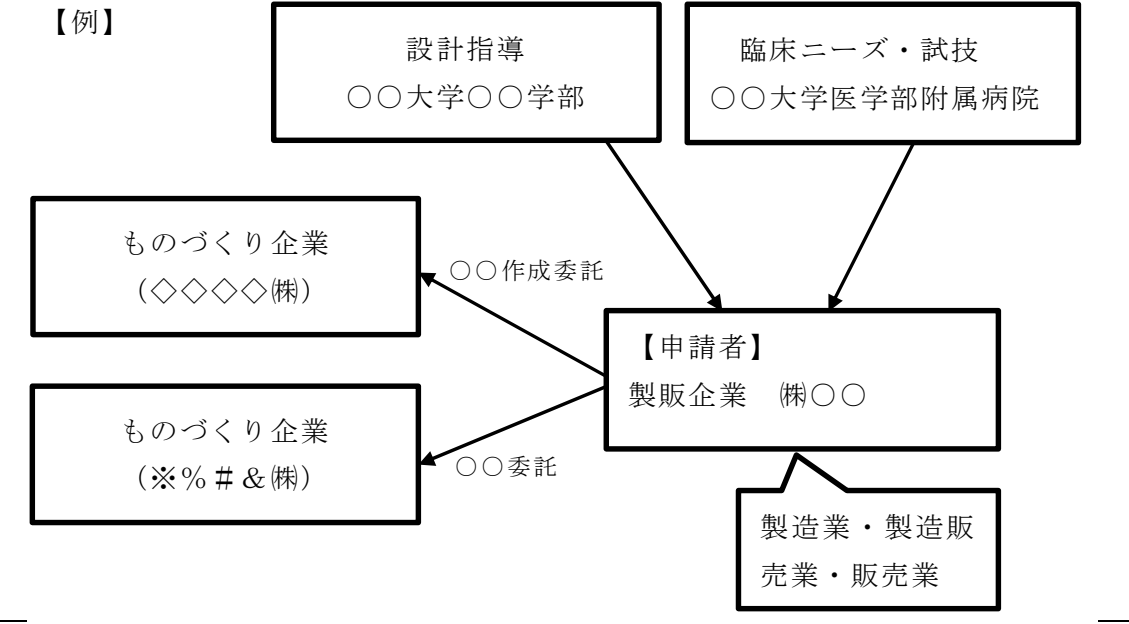 【例】
設計指導
○○大学○○学部
臨床ニーズ・試技
○○大学医学部附属病院
ものづくり企業
（◇◇◇◇㈱）
○○作成委託
【申請者】
製販企業　㈱○○
ものづくり企業
（※％＃＆㈱）
○○委託
製造業・製造販
売業・販売業